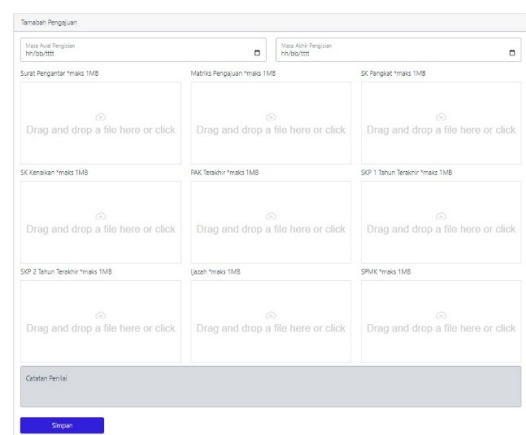 Tamabah Pengajuan
Masa Awal Pengisian Masa Akhir Pengisian
hh/bb/tttt hh/bb/tttt
Surat Pengantar *maks 1MB Matriks Pengajuan *maks 1MB SK Pangkat *maks 1MB
Drag and drop a file here or click Drag and drop a file here or click Drag and drop a file here or click
SK Kenaikan *maks 1MB PAK Terakhir *maks 1MB SKP 1 Tahun Terakhir *maks 1MB
Drag and drop a file here or click Drag and drop a file here or click Drag and drop a file here or click
SKP 2 Tahun Terakhir *maks 1MB Ijazah *maks 1MB SPMK *maks 1MB
Drag and drop a file here or click Drag and drop a file here or click Drag and drop a file here or click
Catatan Penilai
Simpan